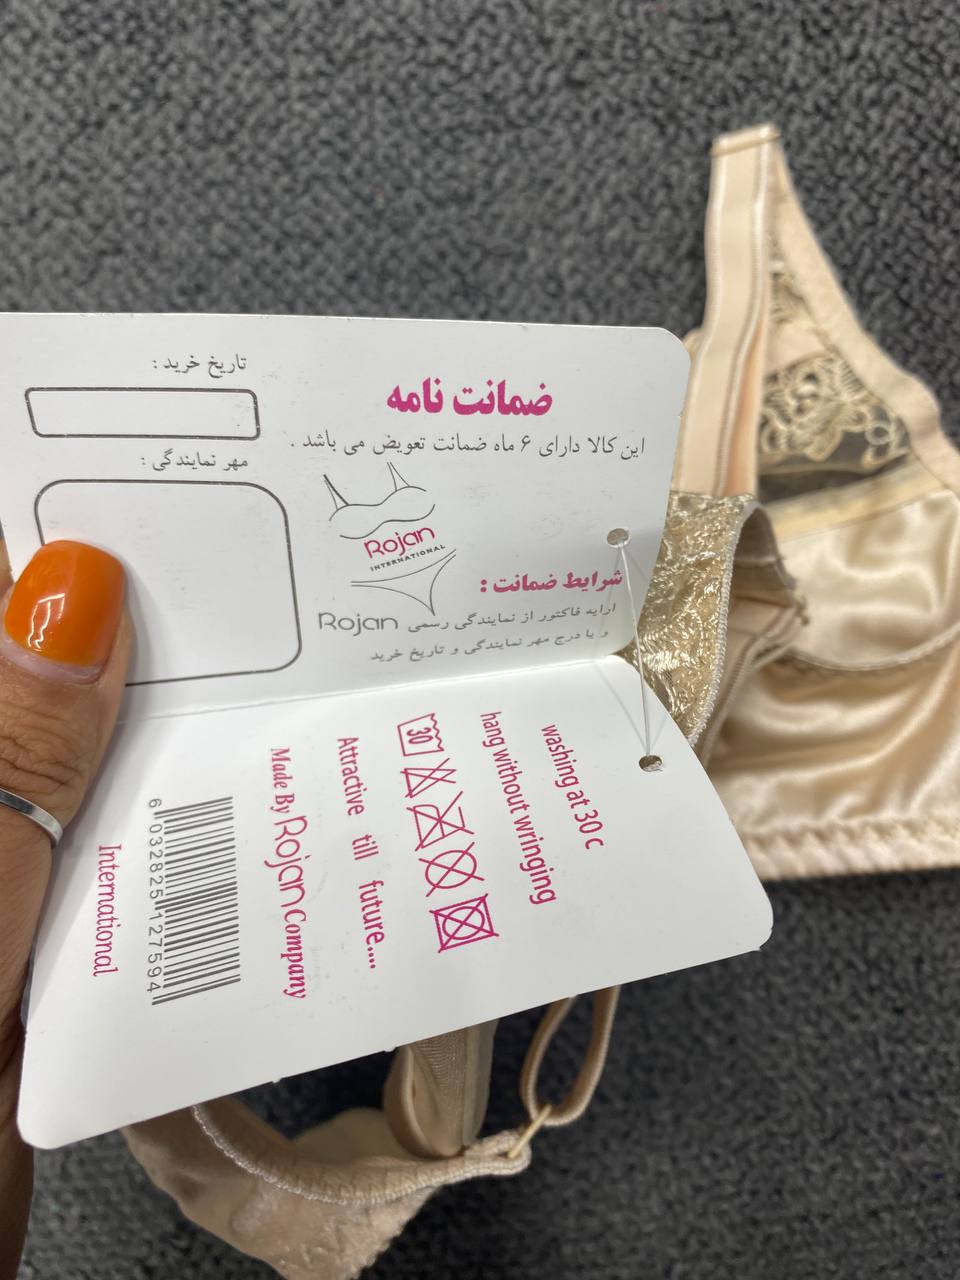 ضمانت نامه
این کالا دارای ۶ ماه ضمانت تعویض می باشد .
تاریخ خرید :
مهر نمایندگی :
Rojan
INTERNATIONAL
شرایط ضمانت :
ارایه فاکتور از نمایندگی رسمی Rojan
و یا درج مهر نمایندگی و تاریخ خرید
washing at 30 c
hang without wringing
30
Attractive till future....
Made By Rojan Company
6 032825 127594
International